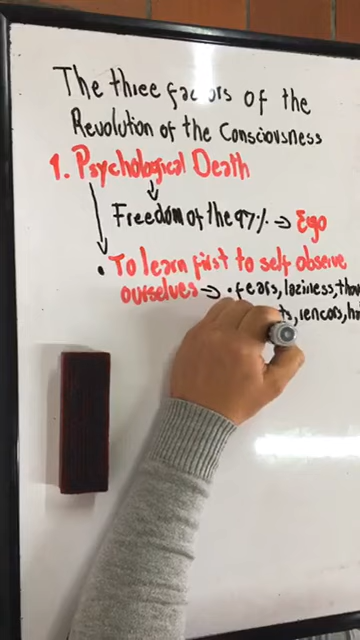 The three factors of the
Revolution of the Consciousness
1. Psychological Death
Freedom of the 97% → Ego
• To learn first to self observe
ourselves → • fears, laziness,
rencors,